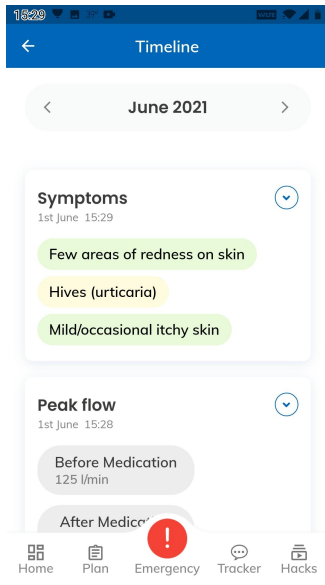 15:29
Timeline
June 2021
Symptoms
1st June 15:29
Few areas of redness on skin
Hives (urticaria)
Mild/occasional itchy skin
Peak flow
1st June 15:28
Before Medication
125 l/min
After
!
Home Plan Emergency Tracker Hacks